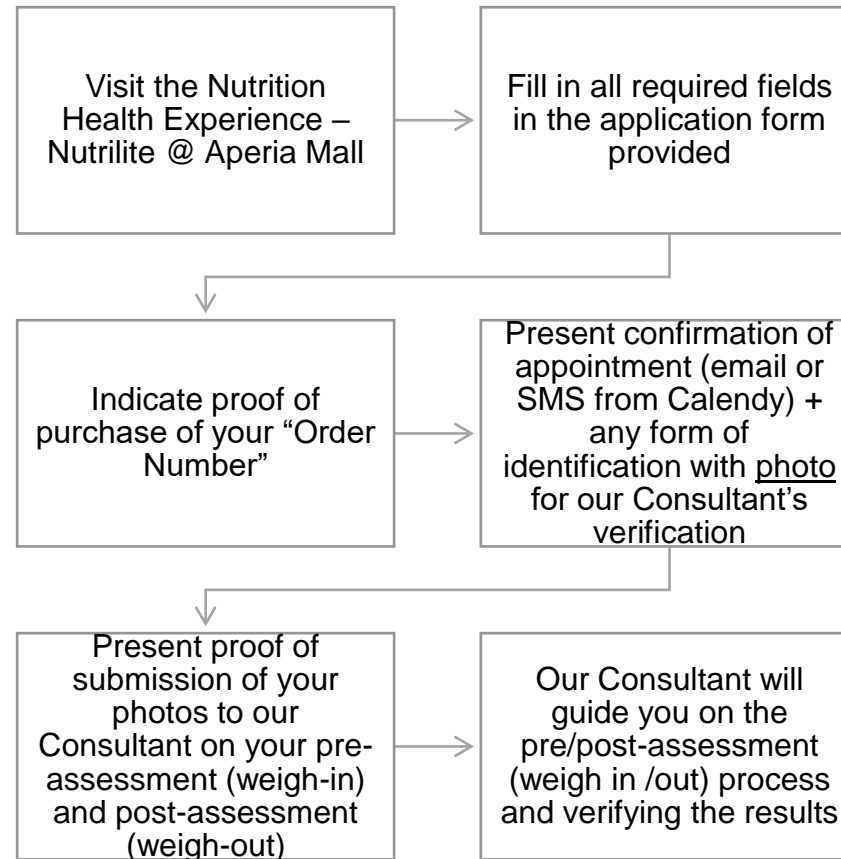 Visit the Nutrition
Health Experience –
Nutrilite @ Aperia Mall
Fill in all required fields
in the application form
provided
Indicate proof of
purchase of your “Order
Number”
Present confirmation of
appointment (email or
SMS from Calendy) +
any form of
identification with photo
for our Consultant’s
verification
Present proof of
submission of your
photos to our
Consultant on your pre-
assessment (weigh-in)
and post-assessment
(weigh-out)
Our Consultant will
guide you on the
pre/post-assessment
(weigh in /out) process
and verifying the results